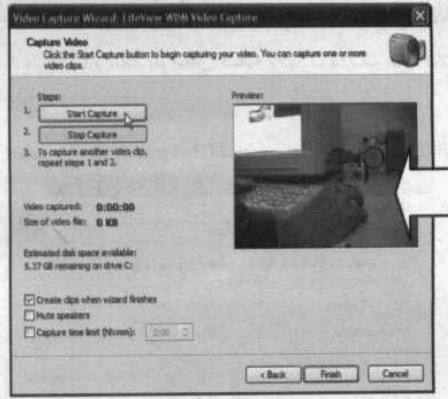 Video Capture Wizard: LifeView WDM Video Capture
Capture Video
Click the Start Capture button to begin capturing your video. You can capture one or more
video clips.
Steps:
1. Start Capture
2. Stop Capture
3. To capture another video clip,
repeat steps 1 and 2.
Preview:
Video captured: 0:00:00
Size of video file: 0 KB
Estimated disk space available:
5.37 GB remaining on drive C:
Create clips when wizard finishes
Mute speakers
Capture time limit (hh:mm): 2:00
< Back Finish Cancel